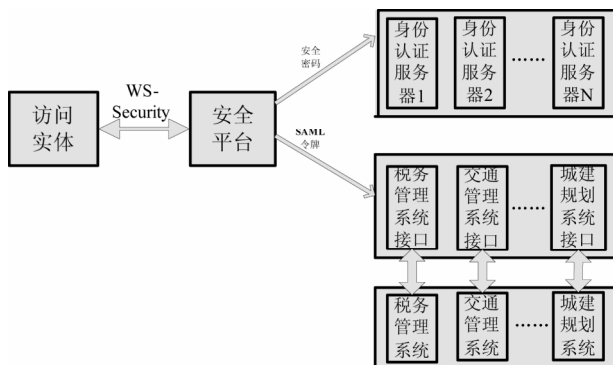 访问
实体
WS-
Security
安全
平台
安全
密码
SAML
令牌
身份
认证
服务
器1
身份
认证
服务
器2
……
身份
认证
服务
器N
税务
管理
系统
接口
交通
管理
系统
接口
……
城建
规划
系统
接口
税务
管理
系统
交通
管理
系统
……
城建
规划
系统